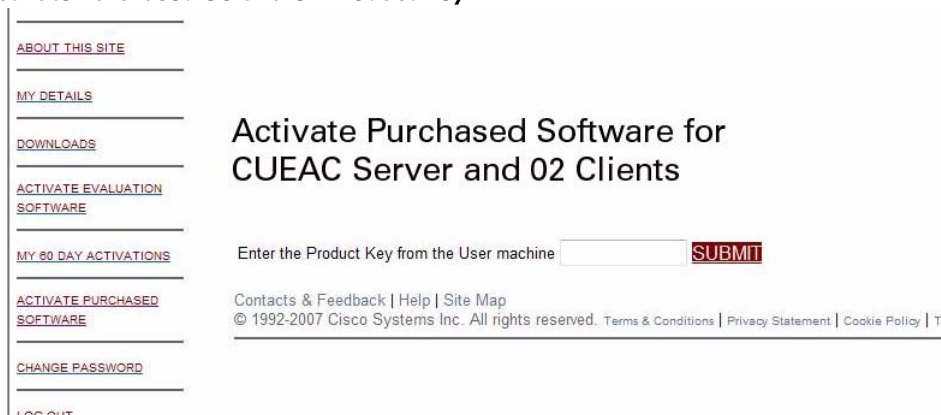 ABOUT THIS SITE
MY DETAILS
DOWNLOADS
ACTIVATE EVALUATION
SOFTWARE
MY 60 DAY ACTIVATIONS
ACTIVATE PURCHASED
SOFTWARE
CHANGE PASSWORD
LOG OUT
Activate Purchased Software for
CUEAC Server and 02 Clients
Enter the Product Key from the User machine SUBMIT
Contacts & Feedback | Help | Site Map
© 1992-2007 Cisco Systems Inc. All rights reserved. Terms & Conditions | Privacy Statement | Cookie Policy | T